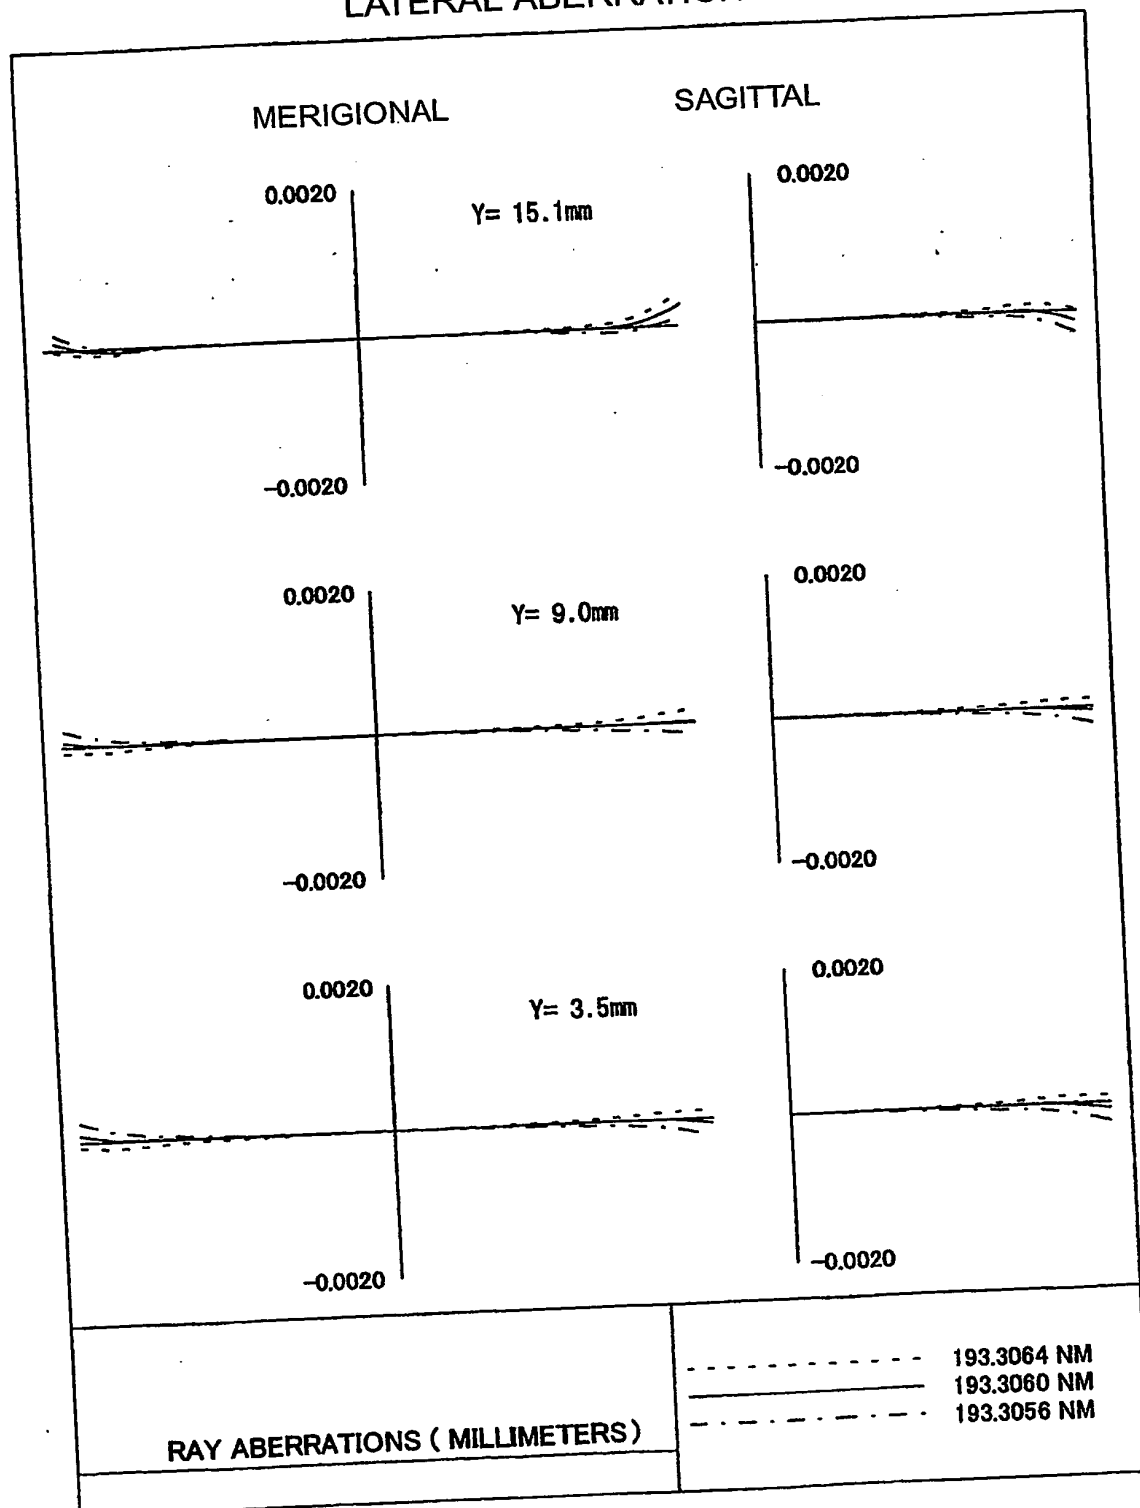 LATERAL ABERRATION
MERIGIONAL SAGITTAL
0.0020 Y= 15.1mm 0.0020
-0.0020 -0.0020
0.0020 Y= 9.0mm 0.0020
-0.0020 -0.0020
0.0020 Y= 3.5mm 0.0020
-0.0020 -0.0020
193.3064 NM
193.3060 NM
193.3056 NM
RAY ABERRATIONS ( MILLIMETERS )